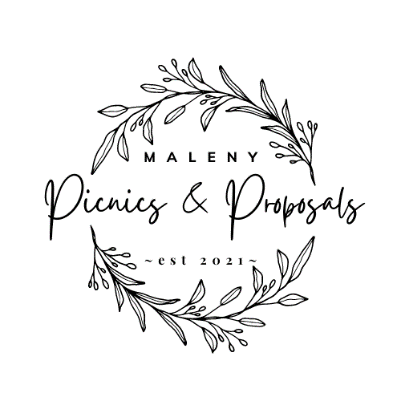 MALENY
Picnics & Proposals
~est 2021~